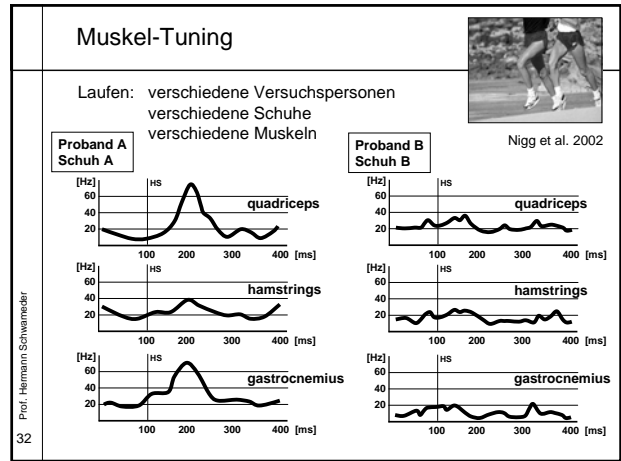 Muskel-Tuning
Laufen: verschiedene Versuchspersonen
verschiedene Schuhe
verschiedene Muskeln
Nigg et al. 2002
Proband A
Schuh A
[Hz]
HS
60
40
20
quadriceps
100 200 300 400 [ms]
[Hz]
HS
60
40
20
hamstrings
100 200 300 400 [ms]
[Hz]
HS
60
40
20
gastrocnemius
100 200 300 400 [ms]
Proband B
Schuh B
[Hz]
HS
60
40
20
quadriceps
100 200 300 400 [ms]
[Hz]
HS
60
40
20
hamstrings
100 200 300 400 [ms]
[Hz]
HS
60
40
20
gastrocnemius
100 200 300 400 [ms]
Prof. Hermann Schwameder
32